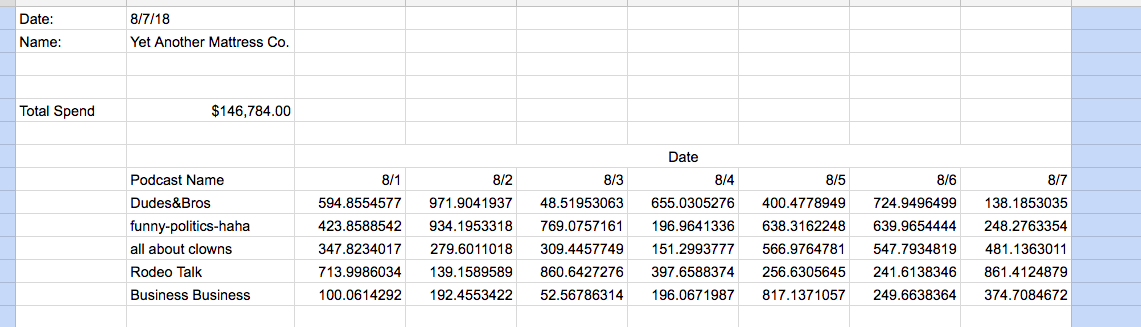 Date: 8/7/18
Name: Yet Another Mattress Co.
Total Spend $146,784.00
Date
Podcast Name 8/1 8/2 8/3 8/4 8/5 8/6 8/7
Dudes&Bros 594.8554577 971.9041937 48.51953063 655.0305276 400.4778949 724.9496499 138.1853035
funny-politics-haha 423.8588542 934.1953318 769.0757161 196.9641336 638.3162248 639.9654444 248.2763354
all about clowns 347.8234017 279.6011018 309.4457749 151.2993777 566.9764781 547.7934819 481.1363011
Rodeo Talk 713.9986034 139.1589589 860.6427276 397.6588374 256.6305645 241.6138346 861.4124879
Business Business 100.0614292 192.4553422 52.56786314 196.0671987 817.1371057 249.6638364 374.7084672